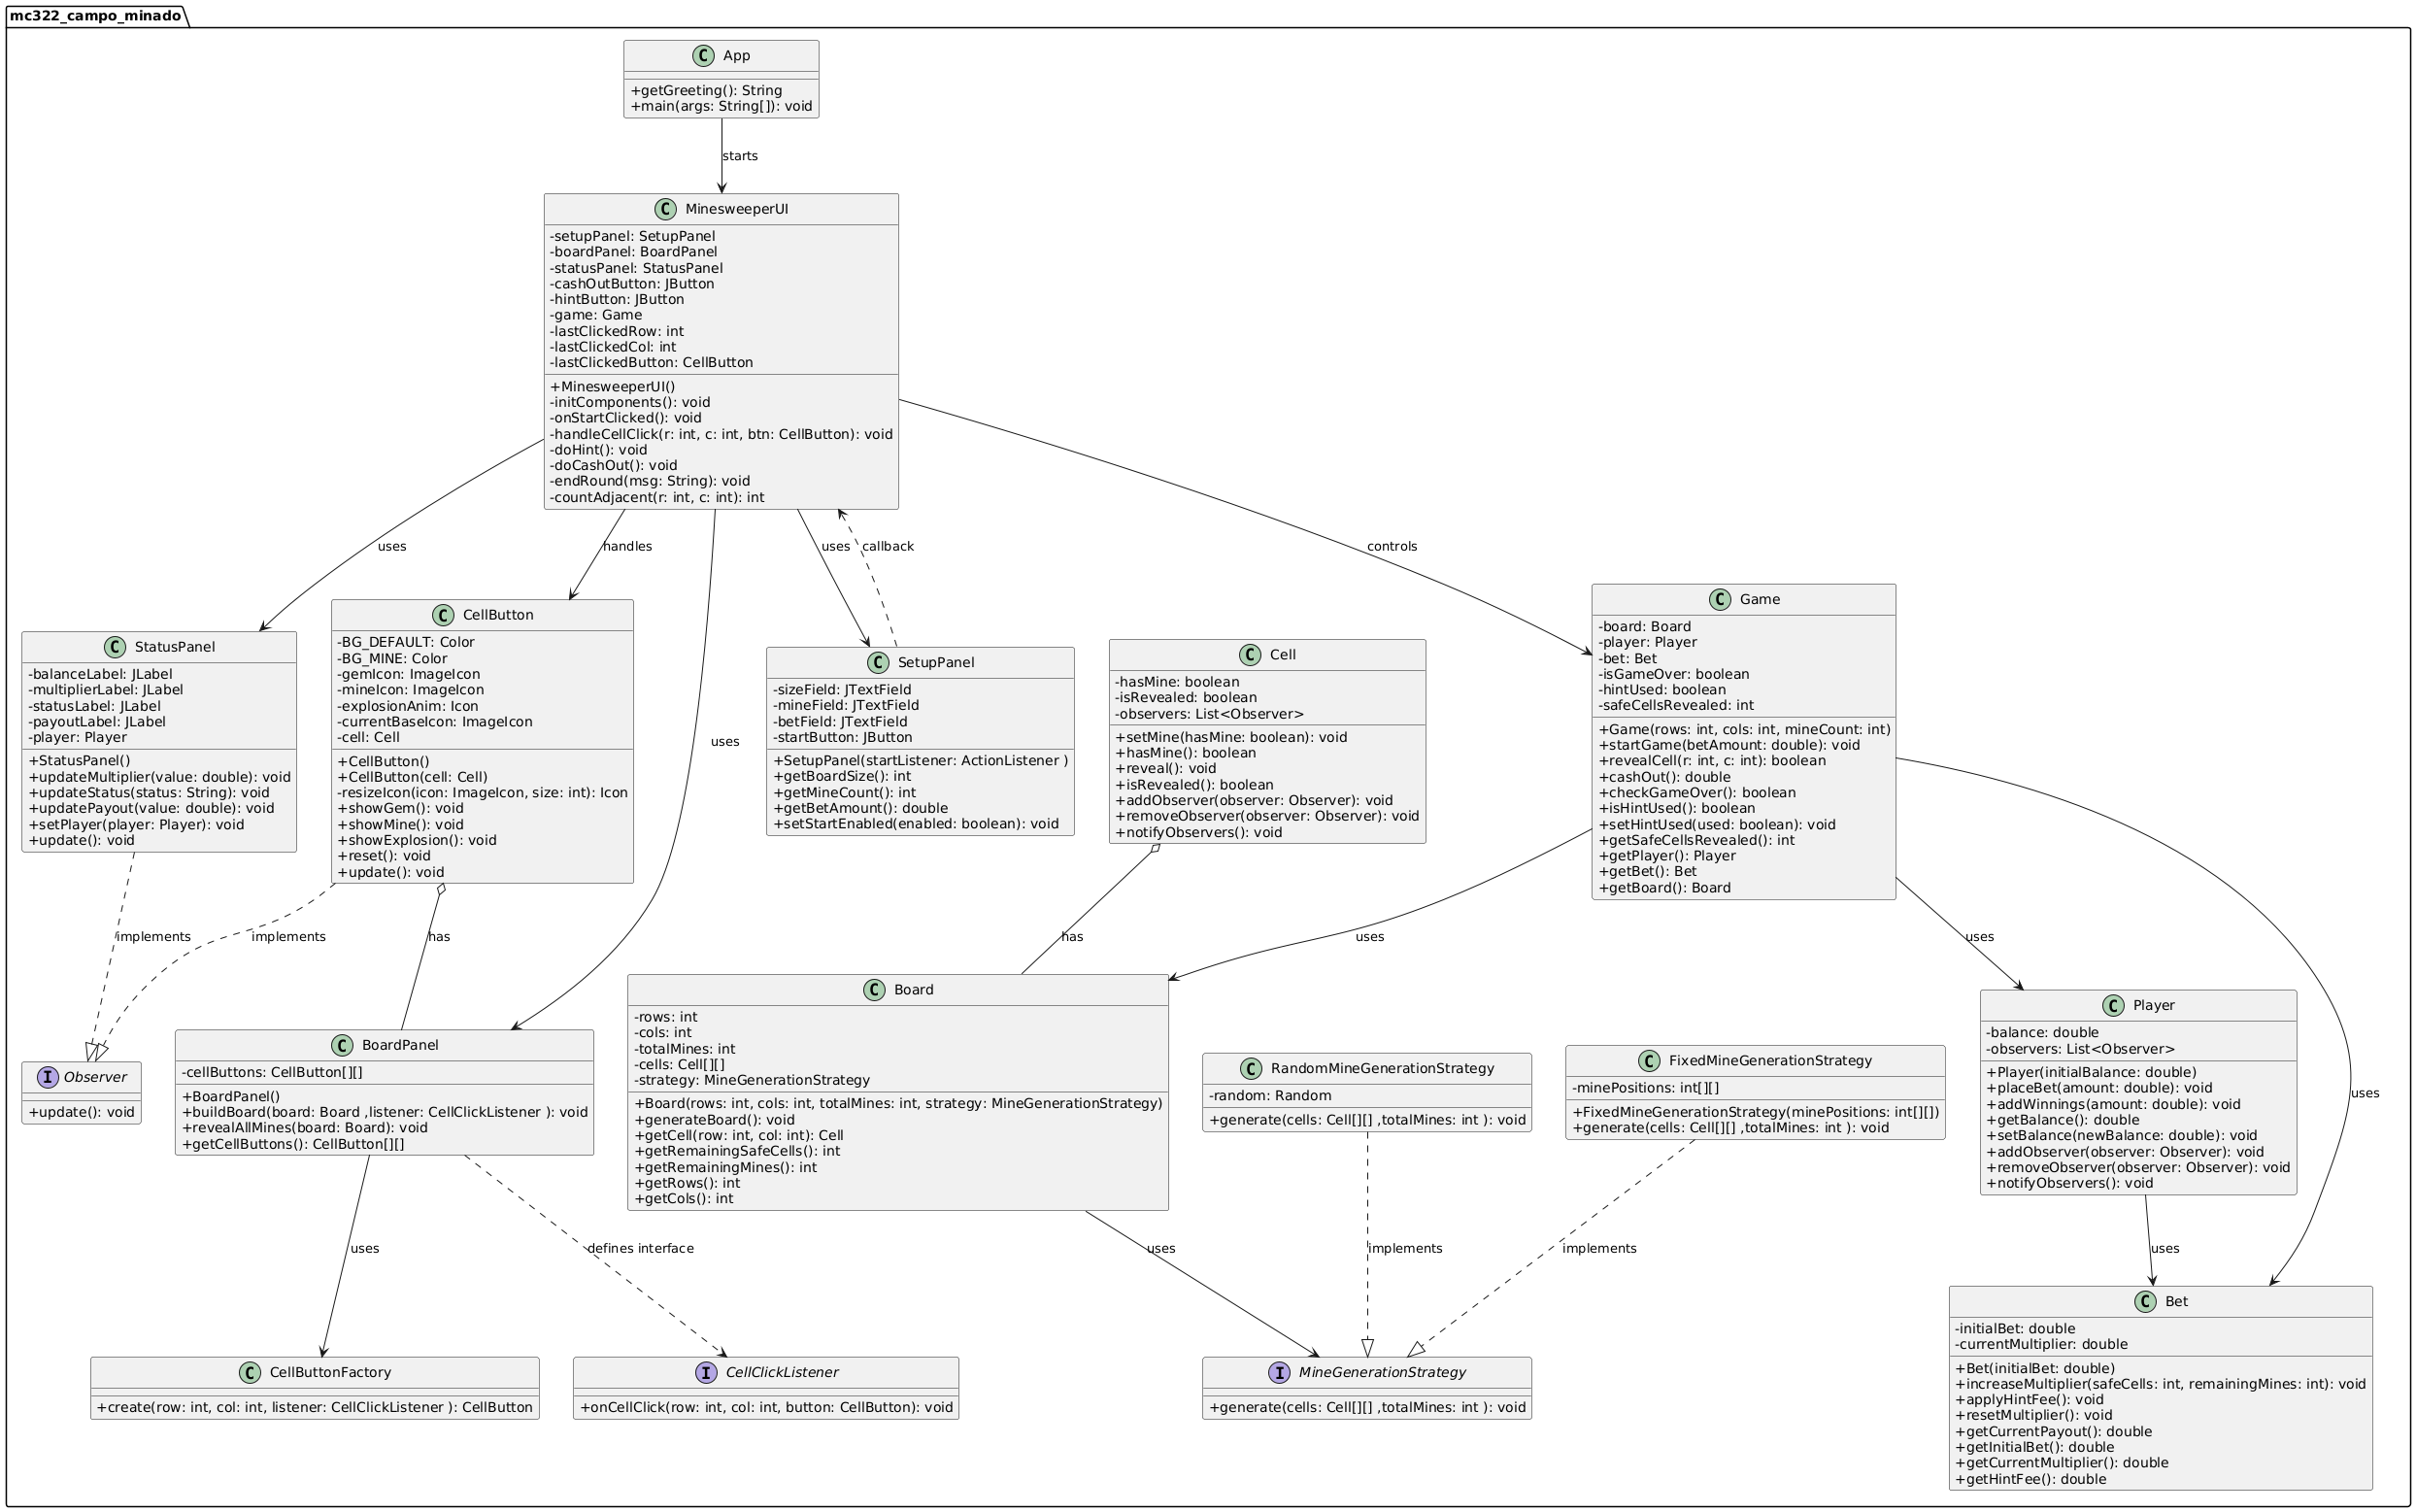 mc322_campo_minado
C App
+getGreeting(): String
+main(args: String[]): void
starts
C MinesweeperUI
-setupPanel: SetupPanel
-boardPanel: BoardPanel
-statusPanel: StatusPanel
-cashOutButton: JButton
-hintButton: JButton
-game: Game
-lastClickedRow: int
-lastClickedCol: int
-lastClickedButton: CellButton
+MinesweeperUI()
-initComponents(): void
-onStartClicked(): void
-handleCellClick(r: int, c: int, btn: CellButton): void
-doHint(): void
-doCashOut(): void
-endRound(msg: String): void
-countAdjacent(r: int, c: int): int
uses
handles
uses
callback
controls
uses
C StatusPanel
-balanceLabel: JLabel
-multiplierLabel: JLabel
-statusLabel: JLabel
-payoutLabel: JLabel
-player: Player
+StatusPanel()
+updateMultiplier(value: double): void
+updateStatus(status: String): void
+updatePayout(value: double): void
+setPlayer(player: Player): void
+update(): void
C CellButton
-BG_DEFAULT: Color
-BG_MINE: Color
-gemIcon: ImageIcon
-mineIcon: ImageIcon
-explosionAnim: Icon
-currentBaseIcon: ImageIcon
-cell: Cell
+CellButton()
+CellButton(cell: Cell)
-resizeIcon(icon: ImageIcon, size: int): Icon
+showGem(): void
+showMine(): void
+showExplosion(): void
+reset(): void
+update(): void
C SetupPanel
-sizeField: JTextField
-mineField: JTextField
-betField: JTextField
-startButton: JButton
+SetupPanel(startListener: ActionListener )
+getBoardSize(): int
+getMineCount(): int
+getBetAmount(): double
+setStartEnabled(enabled: boolean): void
C Cell
-hasMine: boolean
-isRevealed: boolean
-observers: List<Observer>
+setMine(hasMine: boolean): void
+hasMine(): boolean
+reveal(): void
+isRevealed(): boolean
+addObserver(observer: Observer): void
+removeObserver(observer: Observer): void
+notifyObservers(): void
C Game
-board: Board
-player: Player
-bet: Bet
-isGameOver: boolean
-hintUsed: boolean
-safeCellsRevealed: int
+Game(rows: int, cols: int, mineCount: int)
+startGame(betAmount: double): void
+revealCell(r: int, c: int): boolean
+cashOut(): double
+checkGameOver(): boolean
+isHintUsed(): boolean
+setHintUsed(used: boolean): void
+getSafeCellsRevealed(): int
+getPlayer(): Player
+getBet(): Bet
+getBoard(): Board
implements
implements
has
has
uses
uses
uses
I Observer
+update(): void
C BoardPanel
-cellButtons: CellButton[][]
+BoardPanel()
+buildBoard(board: Board ,listener: CellClickListener ): void
+revealAllMines(board: Board): void
+getCellButtons(): CellButton[][]
C Board
-rows: int
-cols: int
-totalMines: int
-cells: Cell[][]
-strategy: MineGenerationStrategy
+Board(rows: int, cols: int, totalMines: int, strategy: MineGenerationStrategy)
+generateBoard(): void
+getCell(row: int, col: int): Cell
+getRemainingSafeCells(): int
+getRemainingMines(): int
+getRows(): int
+getCols(): int
C RandomMineGenerationStrategy
-random: Random
+generate(cells: Cell[][] ,totalMines: int ): void
C FixedMineGenerationStrategy
-minePositions: int[][]
+FixedMineGenerationStrategy(minePositions: int[][])
+generate(cells: Cell[][] ,totalMines: int ): void
C Player
-balance: double
-observers: List<Observer>
+Player(initialBalance: double)
+placeBet(amount: double): void
+addWinnings(amount: double): void
+getBalance(): double
+setBalance(newBalance: double): void
+addObserver(observer: Observer): void
+removeObserver(observer: Observer): void
+notifyObservers(): void
uses
defines interface
uses
implements
implements
uses
C CellButtonFactory
+create(row: int, col: int, listener: CellClickListener ): CellButton
I CellClickListener
+onCellClick(row: int, col: int, button: CellButton): void
I MineGenerationStrategy
+generate(cells: Cell[][] ,totalMines: int ): void
C Bet
-initialBet: double
-currentMultiplier: double
+Bet(initialBet: double)
+increaseMultiplier(safeCells: int, remainingMines: int): void
+applyHintFee(): void
+resetMultiplier(): void
+getCurrentPayout(): double
+getInitialBet(): double
+getCurrentMultiplier(): double
+getHintFee(): double